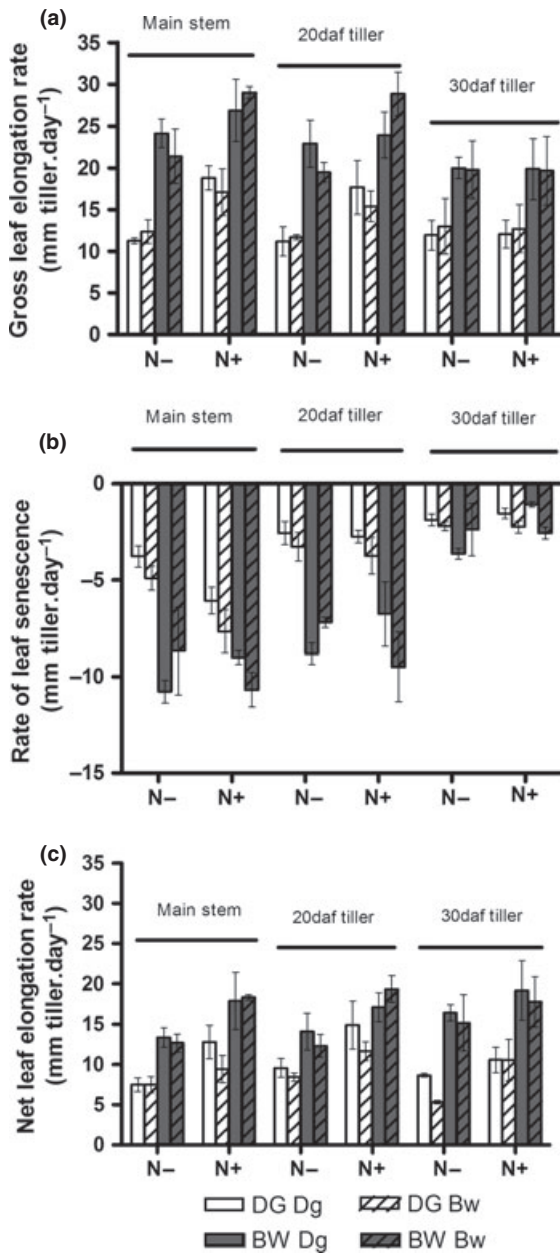 (a)
Main stem
20daf tiller
30daf tiller
Gross leaf elongation rate
(mm tiller.day⁻¹)
35
30
25
20
15
10
5
0
N− N+ N− N+ N− N+
(b)
Main stem
20daf tiller
30daf tiller
Rate of leaf senescence
(mm tiller.day⁻¹)
0
−5
−10
−15
N− N+ N− N+ N− N+
(c)
Main stem
20daf tiller
30daf tiller
Net leaf elongation rate
(mm tiller.day⁻¹)
35
30
25
20
15
10
5
0
N− N+ N− N+ N− N+
DG Dg DG Bw
BW Dg BW Bw